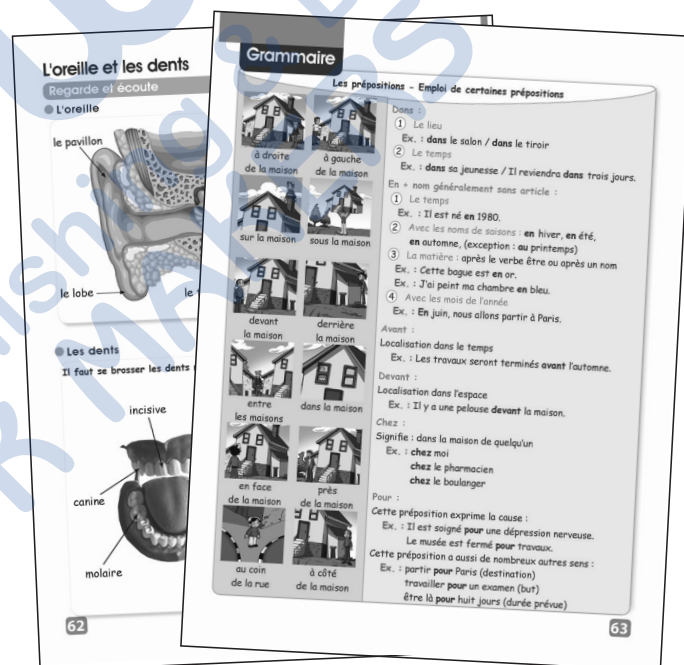 L'oreille et les dents
Regarde et écoute
L'oreille
le pavillon
le lobe
Les dents
Il faut se brosser les dents
incisive
canine
molaire
62
Grammaire
Les prépositions - Emploi de certaines prépositions
à droite
de la maison
à gauche
de la maison
sur la maison
sous la maison
devant
la maison
derrière
la maison
entre
les maisons
dans la maison
en face
de la maison
près
de la maison
au coin
de la rue
à côté
de la maison
Dans :
1 Le lieu
Ex. : dans le salon / dans le tiroir
2 Le temps
Ex. : dans sa jeunesse / Il reviendra dans trois jours.
En + nom généralement sans article :
1 Le temps
Ex. : Il est né en 1980.
2 Avec les noms de saisons : en hiver, en été,
en automne, (exception : au printemps)
3 La matière : après le verbe être ou après un nom
Ex. : Cette bague est en or.
Ex. : J'ai peint ma chambre en bleu.
4 Avec les mois de l'année
Ex. : En juin, nous allons partir à Paris.
Avant :
Localisation dans le temps
Ex. : Les travaux seront terminés avant l'automne.
Devant :
Localisation dans l'espace
Ex. : Il y a une pelouse devant la maison.
Chez :
Signifie : dans la maison de quelqu'un
Ex. : chez moi
chez le pharmacien
chez le boulanger
Pour :
Cette préposition exprime la cause :
Ex. : Il est soigné pour une dépression nerveuse.
Le musée est fermé pour travaux.
Cette préposition a aussi de nombreux autres sens :
Ex. : partir pour Paris (destination)
travailler pour un examen (but)
être là pour huit jours (durée prévue)
63